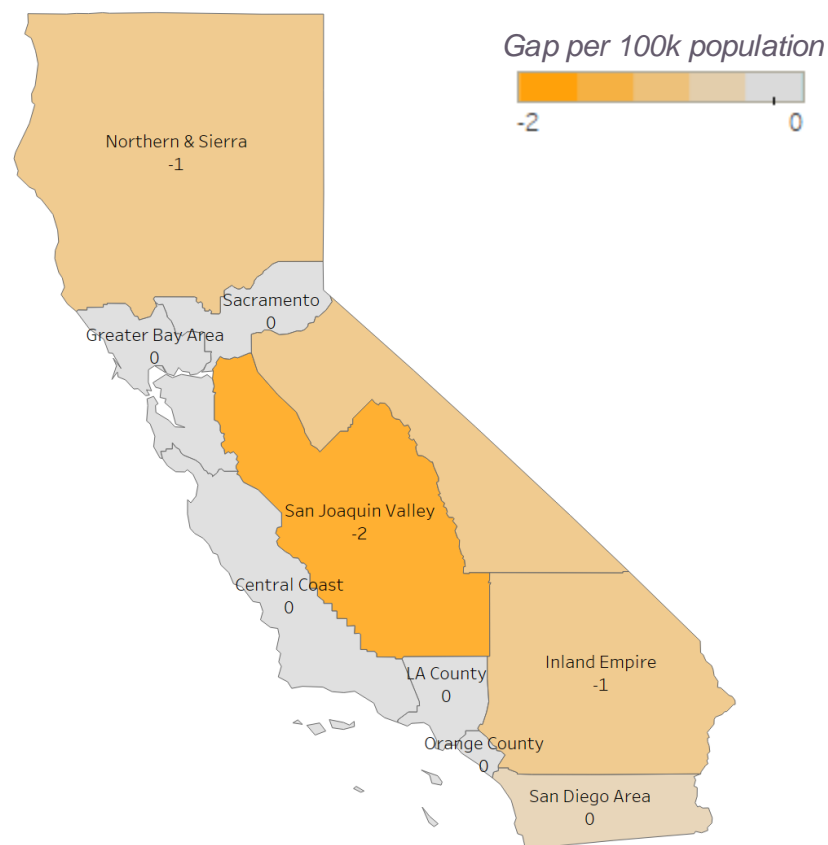 Gap per 100k population
-2 0
Northern & Sierra
-1
Sacramento
0
Greater Bay Area
0
San Joaquin Valley
-2
Central Coast
0
Inland Empire
-1
LA County
0
Orange County
0
San Diego Area
0